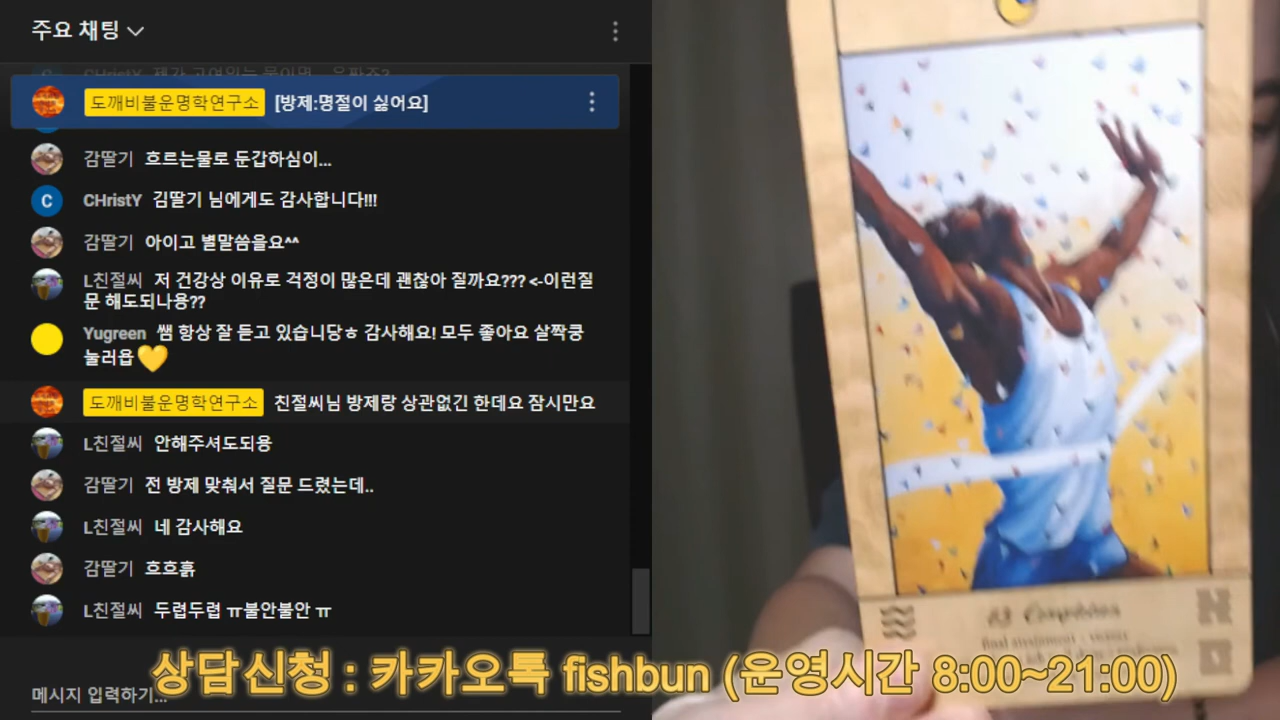 주요 채팅
도깨비불운명학연구소 [방제:명절이 싫어요]
감딸기 흐르는물로 둔갑하심이...
CHristY 김딸기 님에게도 감사합니다!!!
감딸기 아이고 별말씀을요^^
L친절씨 저 건강상 이유로 걱정이 많은데 괜찮아 질까요??? <-이런질
문 해도되나용??
Yugreen 쌤 항상 잘 듣고 있습니당ㅎ 감사해요! 모두 좋아요 살짝쿵
눌러욥💛
도깨비불운명학연구소 친절씨님 방제랑 상관없긴 한데요 잠시만요
L친절씨 안해주셔도되용
감딸기 전 방제 맞춰서 질문 드렸는데..
L친절씨 네 감사해요
감딸기 흐흐흙
L친절씨 두렵두렵 ㅠ불안불안 ㅠ
상담신청 : 카카오톡 fishbun (운영시간 8:00~21:00)
메시지 입력하기...